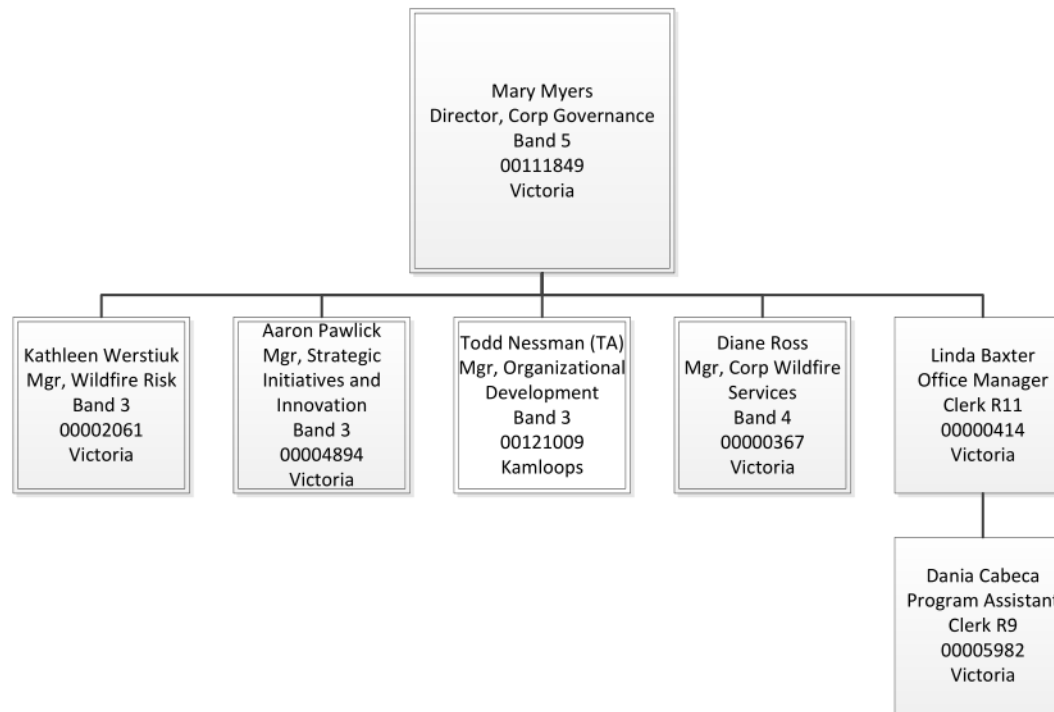 Mary Myers
Director, Corp Governance
Band 5
00111849
Victoria
Kathleen Werstiuk
Mgr, Wildfire Risk
Band 3
00002061
Victoria
Aaron Pawlick
Mgr, Strategic
Initiatives and
Innovation
Band 3
00004894
Victoria
Todd Nessman (TA)
Mgr, Organizational
Development
Band 3
00121009
Kamloops
Diane Ross
Mgr, Corp Wildfire
Services
Band 4
00000367
Victoria
Linda Baxter
Office Manager
Clerk R11
00000414
Victoria
Dania Cabeca
Program Assistant
Clerk R9
00005982
Victoria